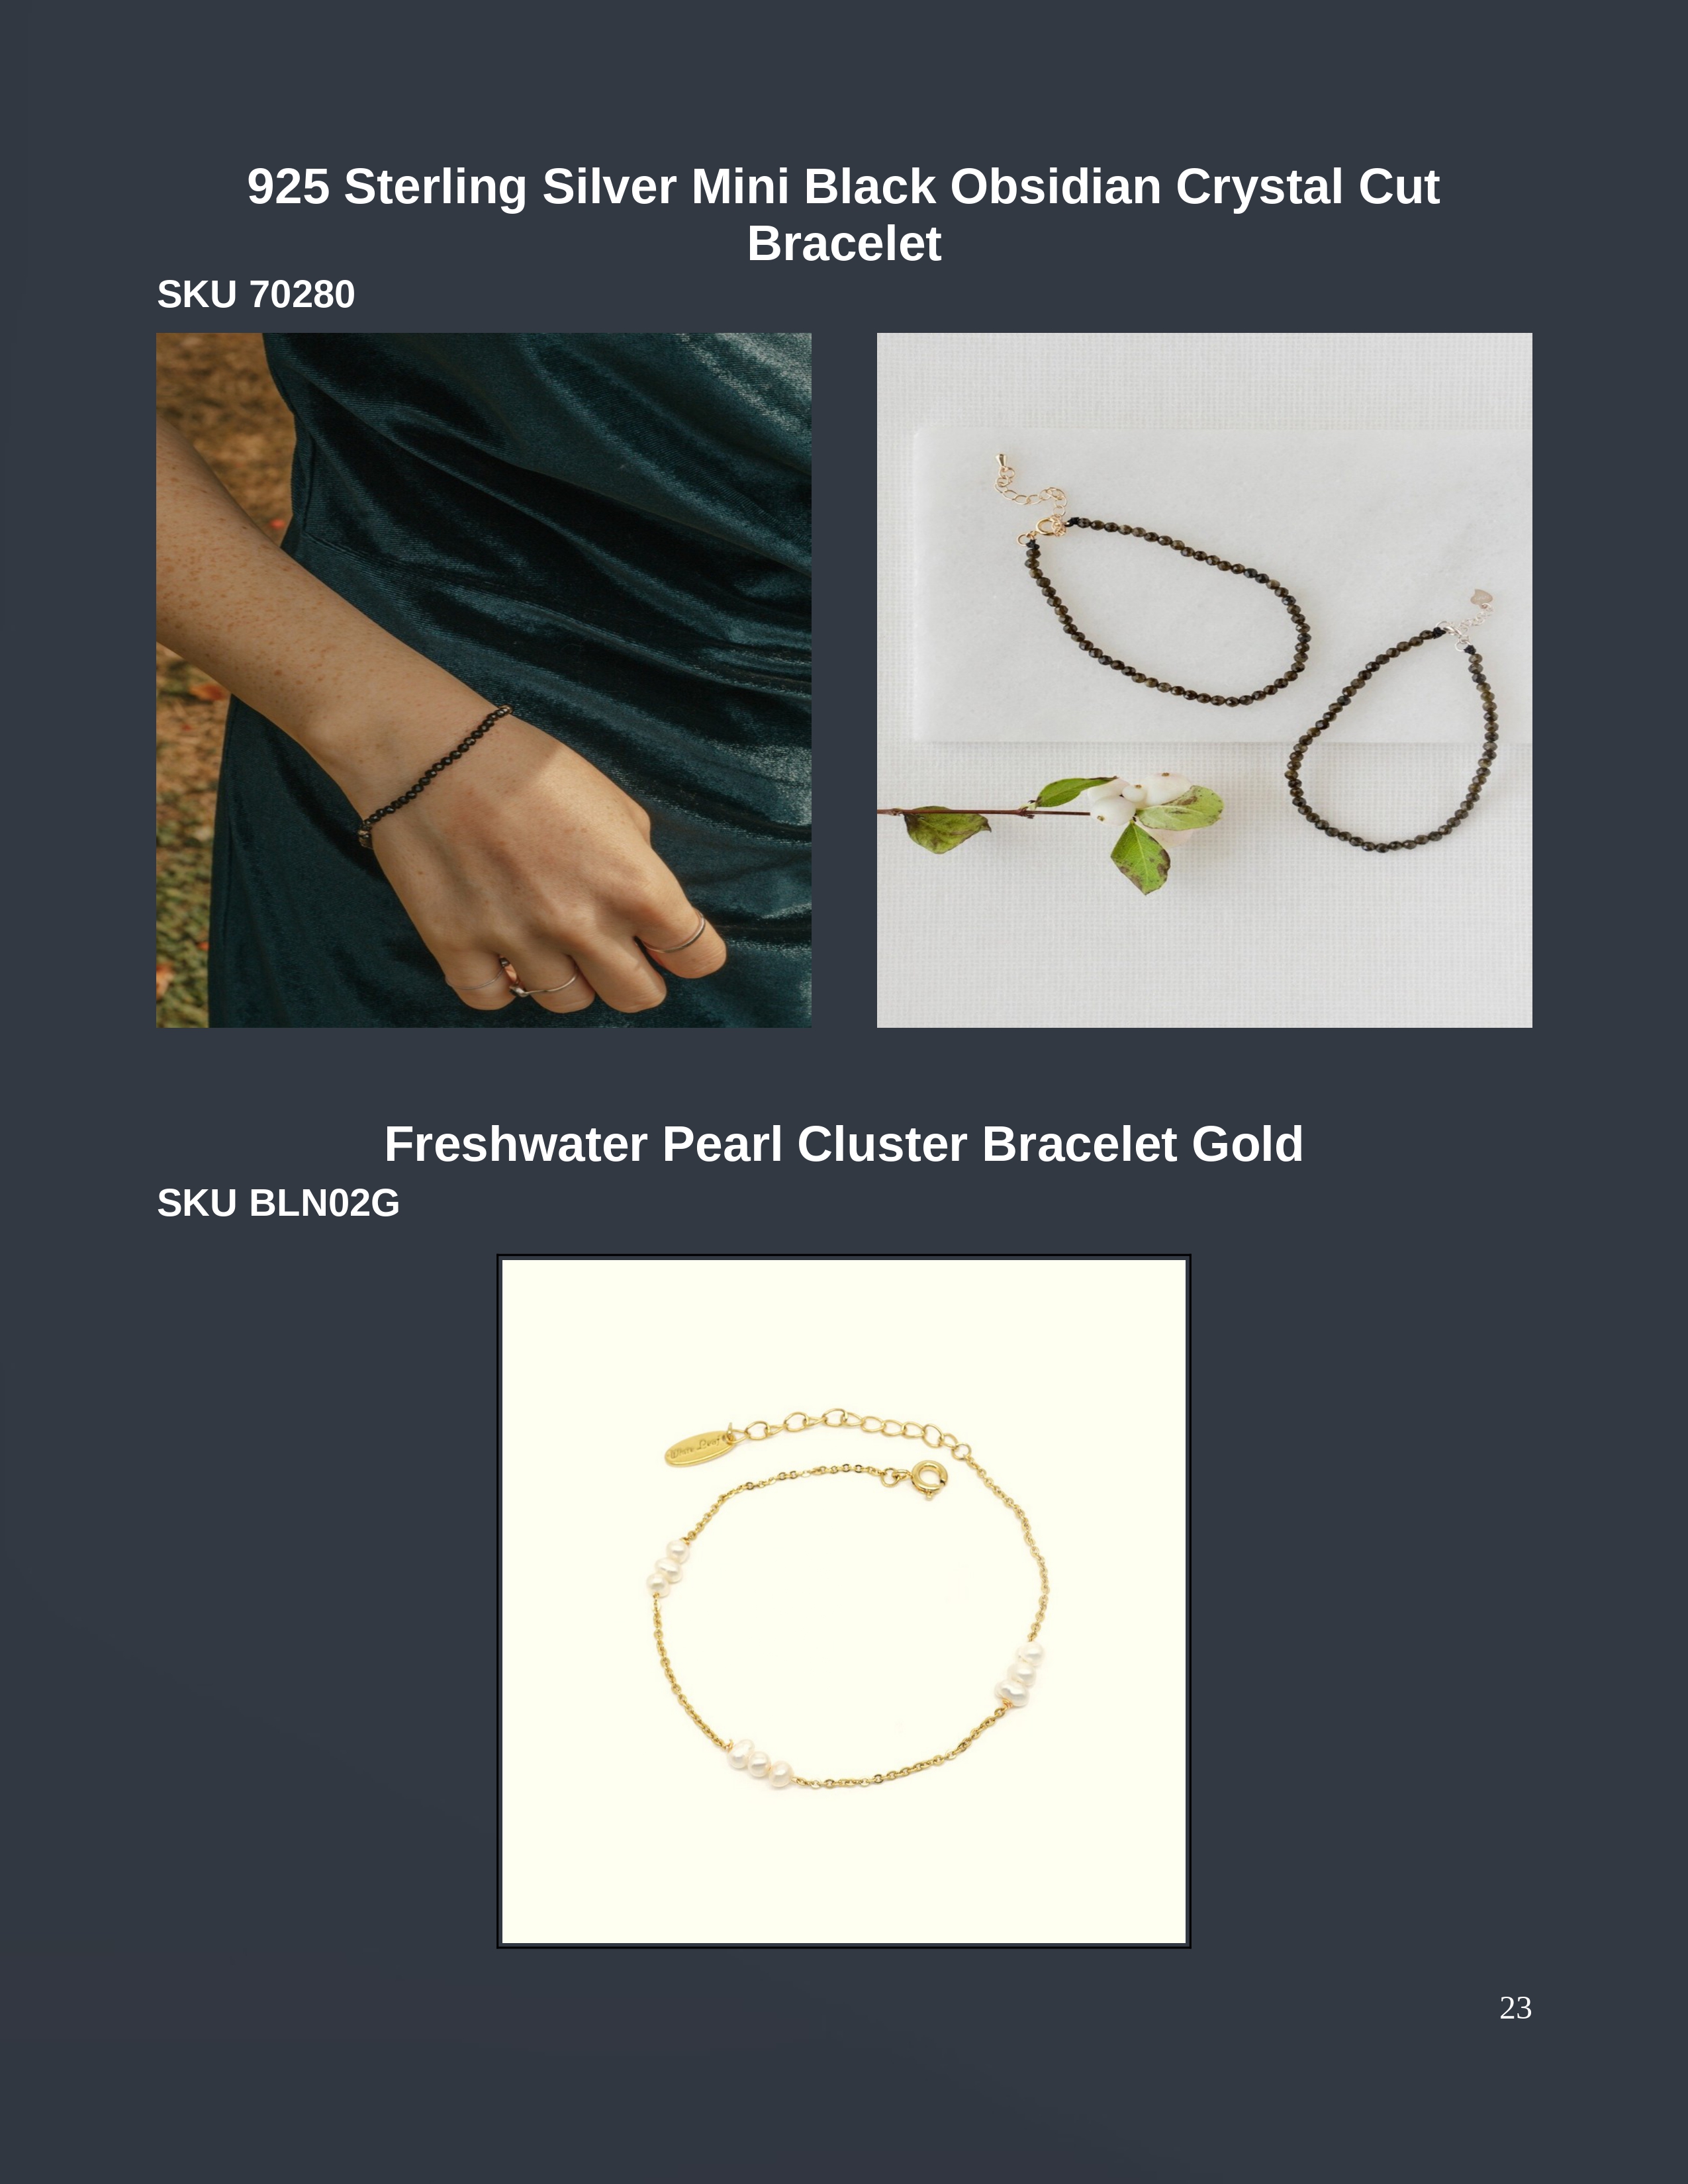 925 Sterling Silver Mini Black Obsidian Crystal Cut
Bracelet
SKU 70280
Freshwater Pearl Cluster Bracelet Gold
SKU BLN02G
23